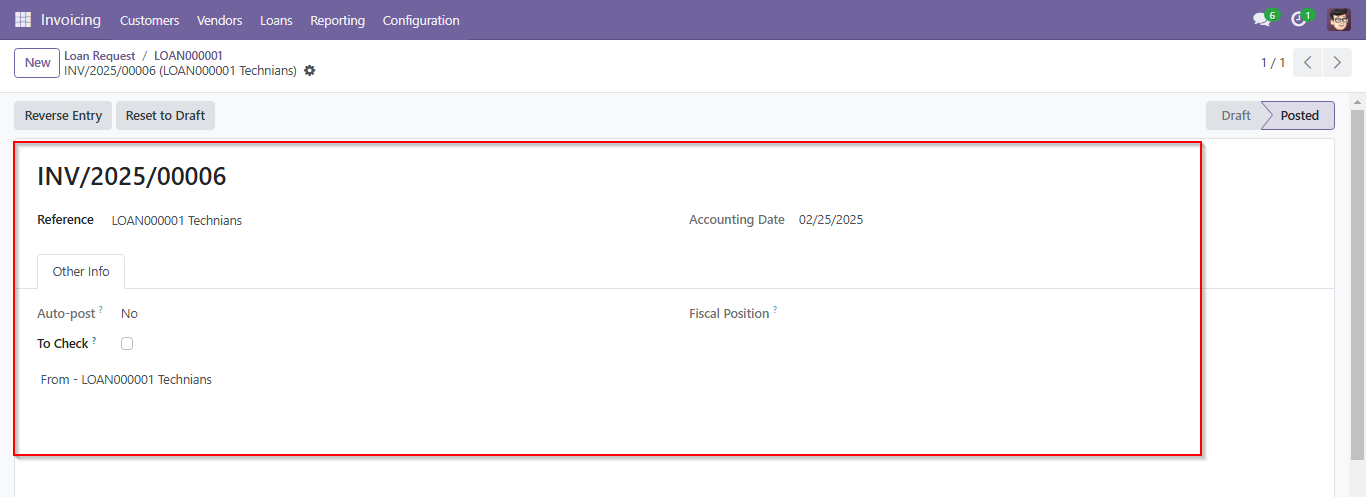 Invoicing Customers Vendors Loans Reporting Configuration 6 1
New Loan Request / LOAN000001
INV/2025/00006 (LOAN000001 Technians) 1 / 1
Reverse Entry Reset to Draft Draft Posted
INV/2025/00006
Reference LOAN000001 Technians Accounting Date 02/25/2025
Other Info
Auto-post ? No Fiscal Position ?
To Check ?
From - LOAN000001 Technians